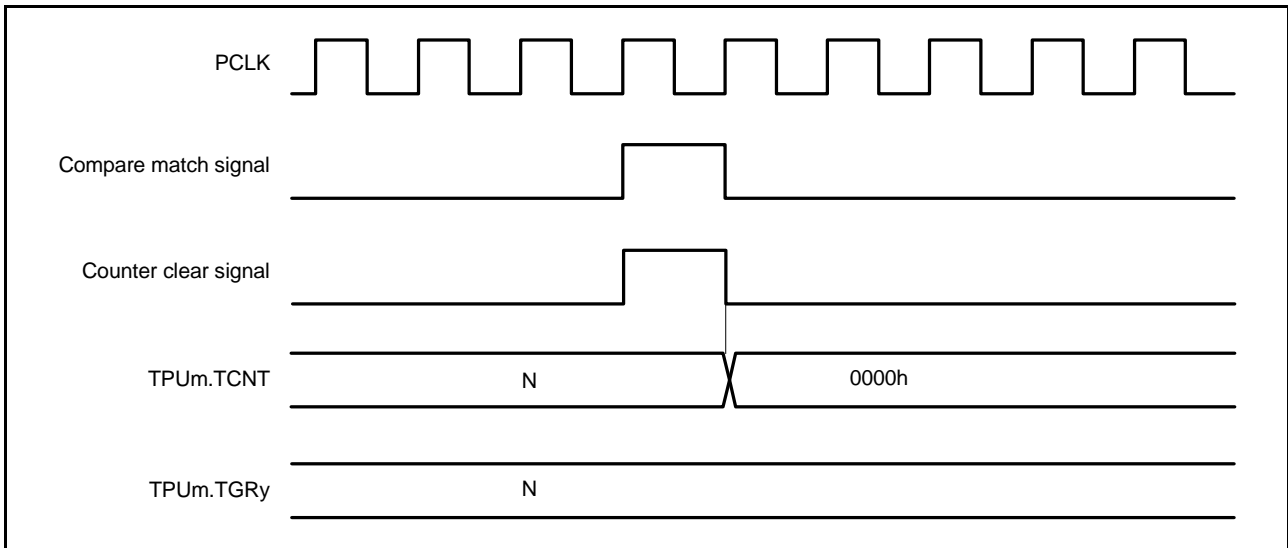 PCLK
Compare match signal
Counter clear signal
TPUm.TCNT N 0000h
TPUm.TGRy N